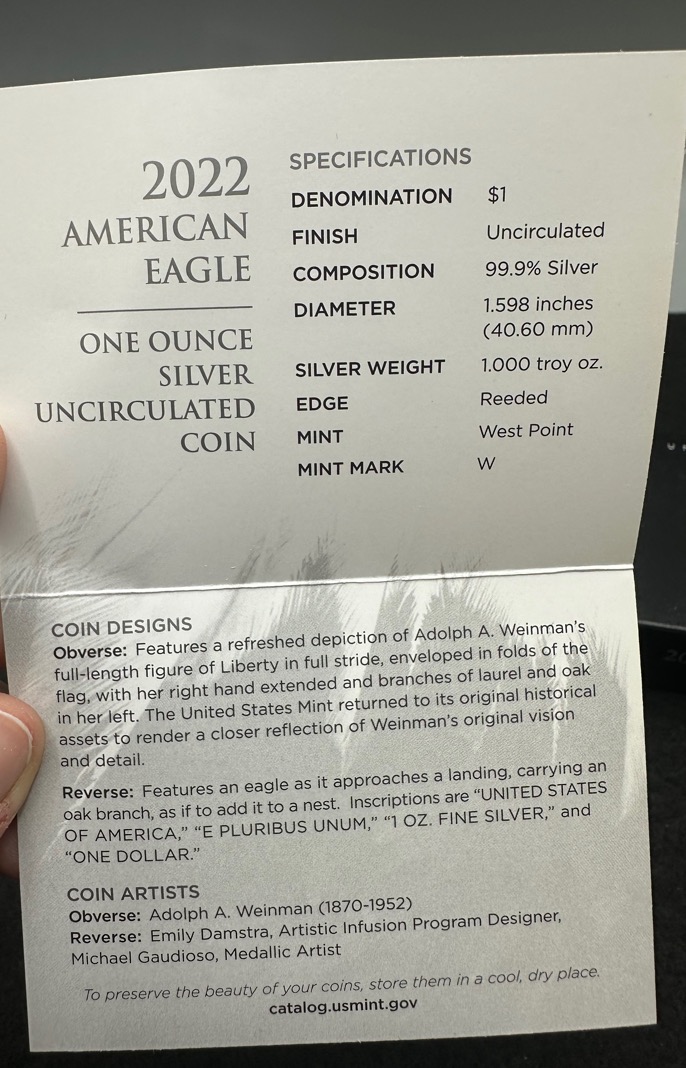 2022
AMERICAN
EAGLE
ONE OUNCE
SILVER
UNCIRCULATED
COIN
SPECIFICATIONS
DENOMINATION $1
FINISH Uncirculated
COMPOSITION 99.9% Silver
DIAMETER 1.598 inches
(40.60 mm)
SILVER WEIGHT 1.000 troy oz.
EDGE Reeded
MINT West Point
MINT MARK W
COIN DESIGNS
Obverse: Features a refreshed depiction of Adolph A. Weinman's
full-length figure of Liberty in full stride, enveloped in folds of the
flag, with her right hand extended and branches of laurel and oak
in her left. The United States Mint returned to its original historical
assets to render a closer reflection of Weinman's original vision
and detail.
Reverse: Features an eagle as it approaches a landing, carrying an
oak branch, as if to add it to a nest. Inscriptions are "UNITED STATES
OF AMERICA," "E PLURIBUS UNUM," "1 OZ. FINE SILVER," and
"ONE DOLLAR."
COIN ARTISTS
Obverse: Adolph A. Weinman (1870-1952)
Reverse: Emily Damstra, Artistic Infusion Program Designer,
Michael Gaudioso, Medallic Artist
To preserve the beauty of your coins, store them in a cool, dry place.
catalog.usmint.gov